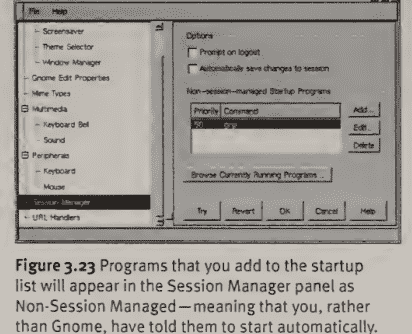 File Help
Screensaver
Theme Selector
Window Manager
Gnome Edit Properties
Mime Types
Multimedia
Keyboard Bell
Sound
Peripherals
Keyboard
Mouse
Session Manager
URL Handlers
Options
Prompt on logout
Automatically save changes to session
Non-session-managed Startup Programs
Priority Command
50
Add...
Edit...
Delete
Browse Currently Running Programs...
Try Revert OK Cancel Help
Figure 3.23 Programs that you add to the startup
list will appear in the Session Manager panel as
Non-Session Managed—meaning that you, rather
than Gnome, have told them to start automatically.